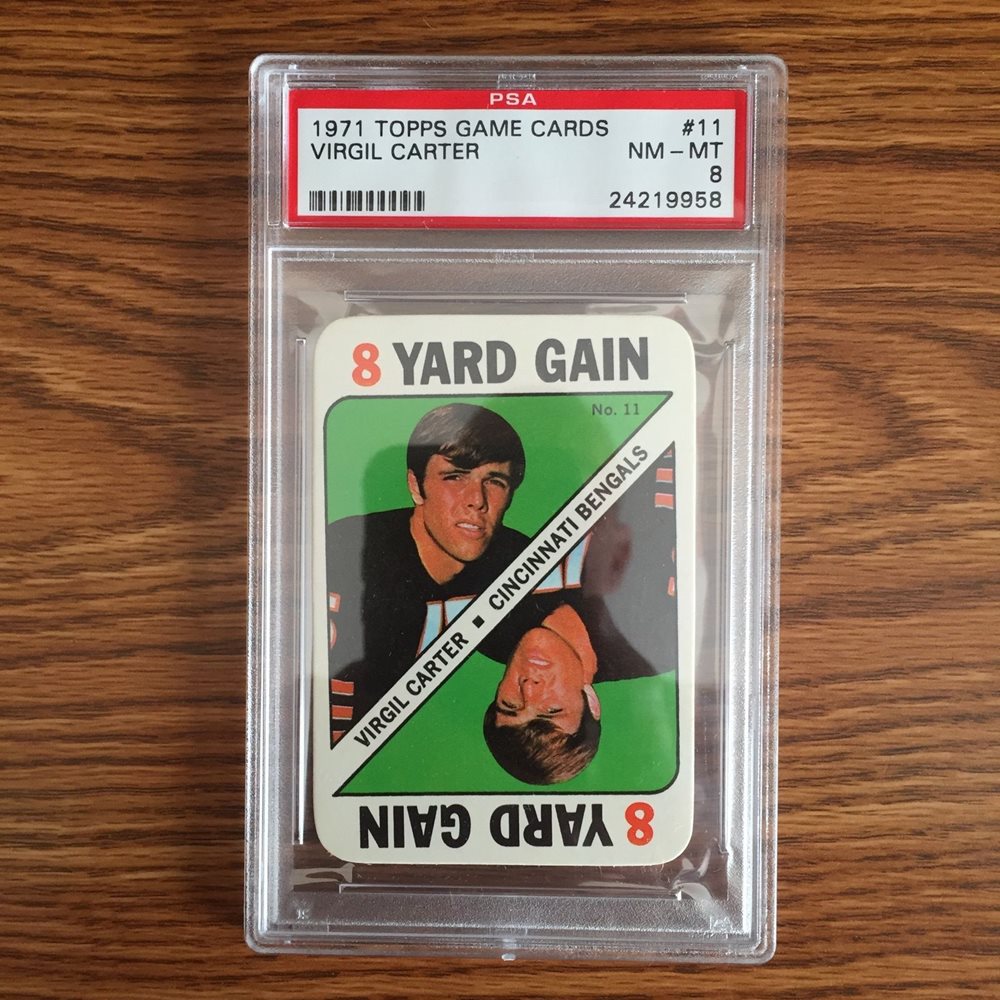 PSA
1971 TOPPS GAME CARDS #11
VIRGIL CARTER NM - MT
8
24219958
8 YARD GAIN
No. 11
VIRGIL CARTER ■ CINCINNATI BENGALS
8 YARD GAIN